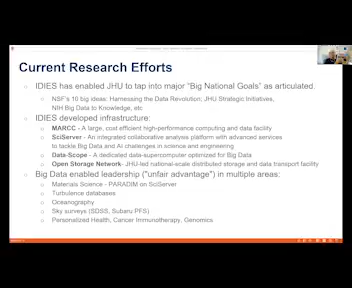 Current Research Efforts
IDIES has enabled JHU to tap into major "Big National Goals" as articulated.
NSF's 10 big ideas: Harnessing the Data Revolution, JHU Strategic Initiatives,
NIH Big Data to Knowledge, etc
IDIES developed infrastructure:
MARCC - A large, cost efficient high-performance computing and data facility
SciServer - An integrated collaborative analysis platform with advanced services
to tackle Big Data and AI challenges in science and engineering
Data-Scope - A dedicated data-supercomputer optimized for Big Data
Open Storage Network- JHU-led national-scale distributed storage and data transport facility
Big Data enabled leadership ("unfair advantage") in multiple areas:
Materials Science - PARADIM on SciServer
Turbulence databases
Oceanography
Sky surveys (SDSS, Subaru PFS)
Personalized Health, Cancer Immunotherapy, Genomics